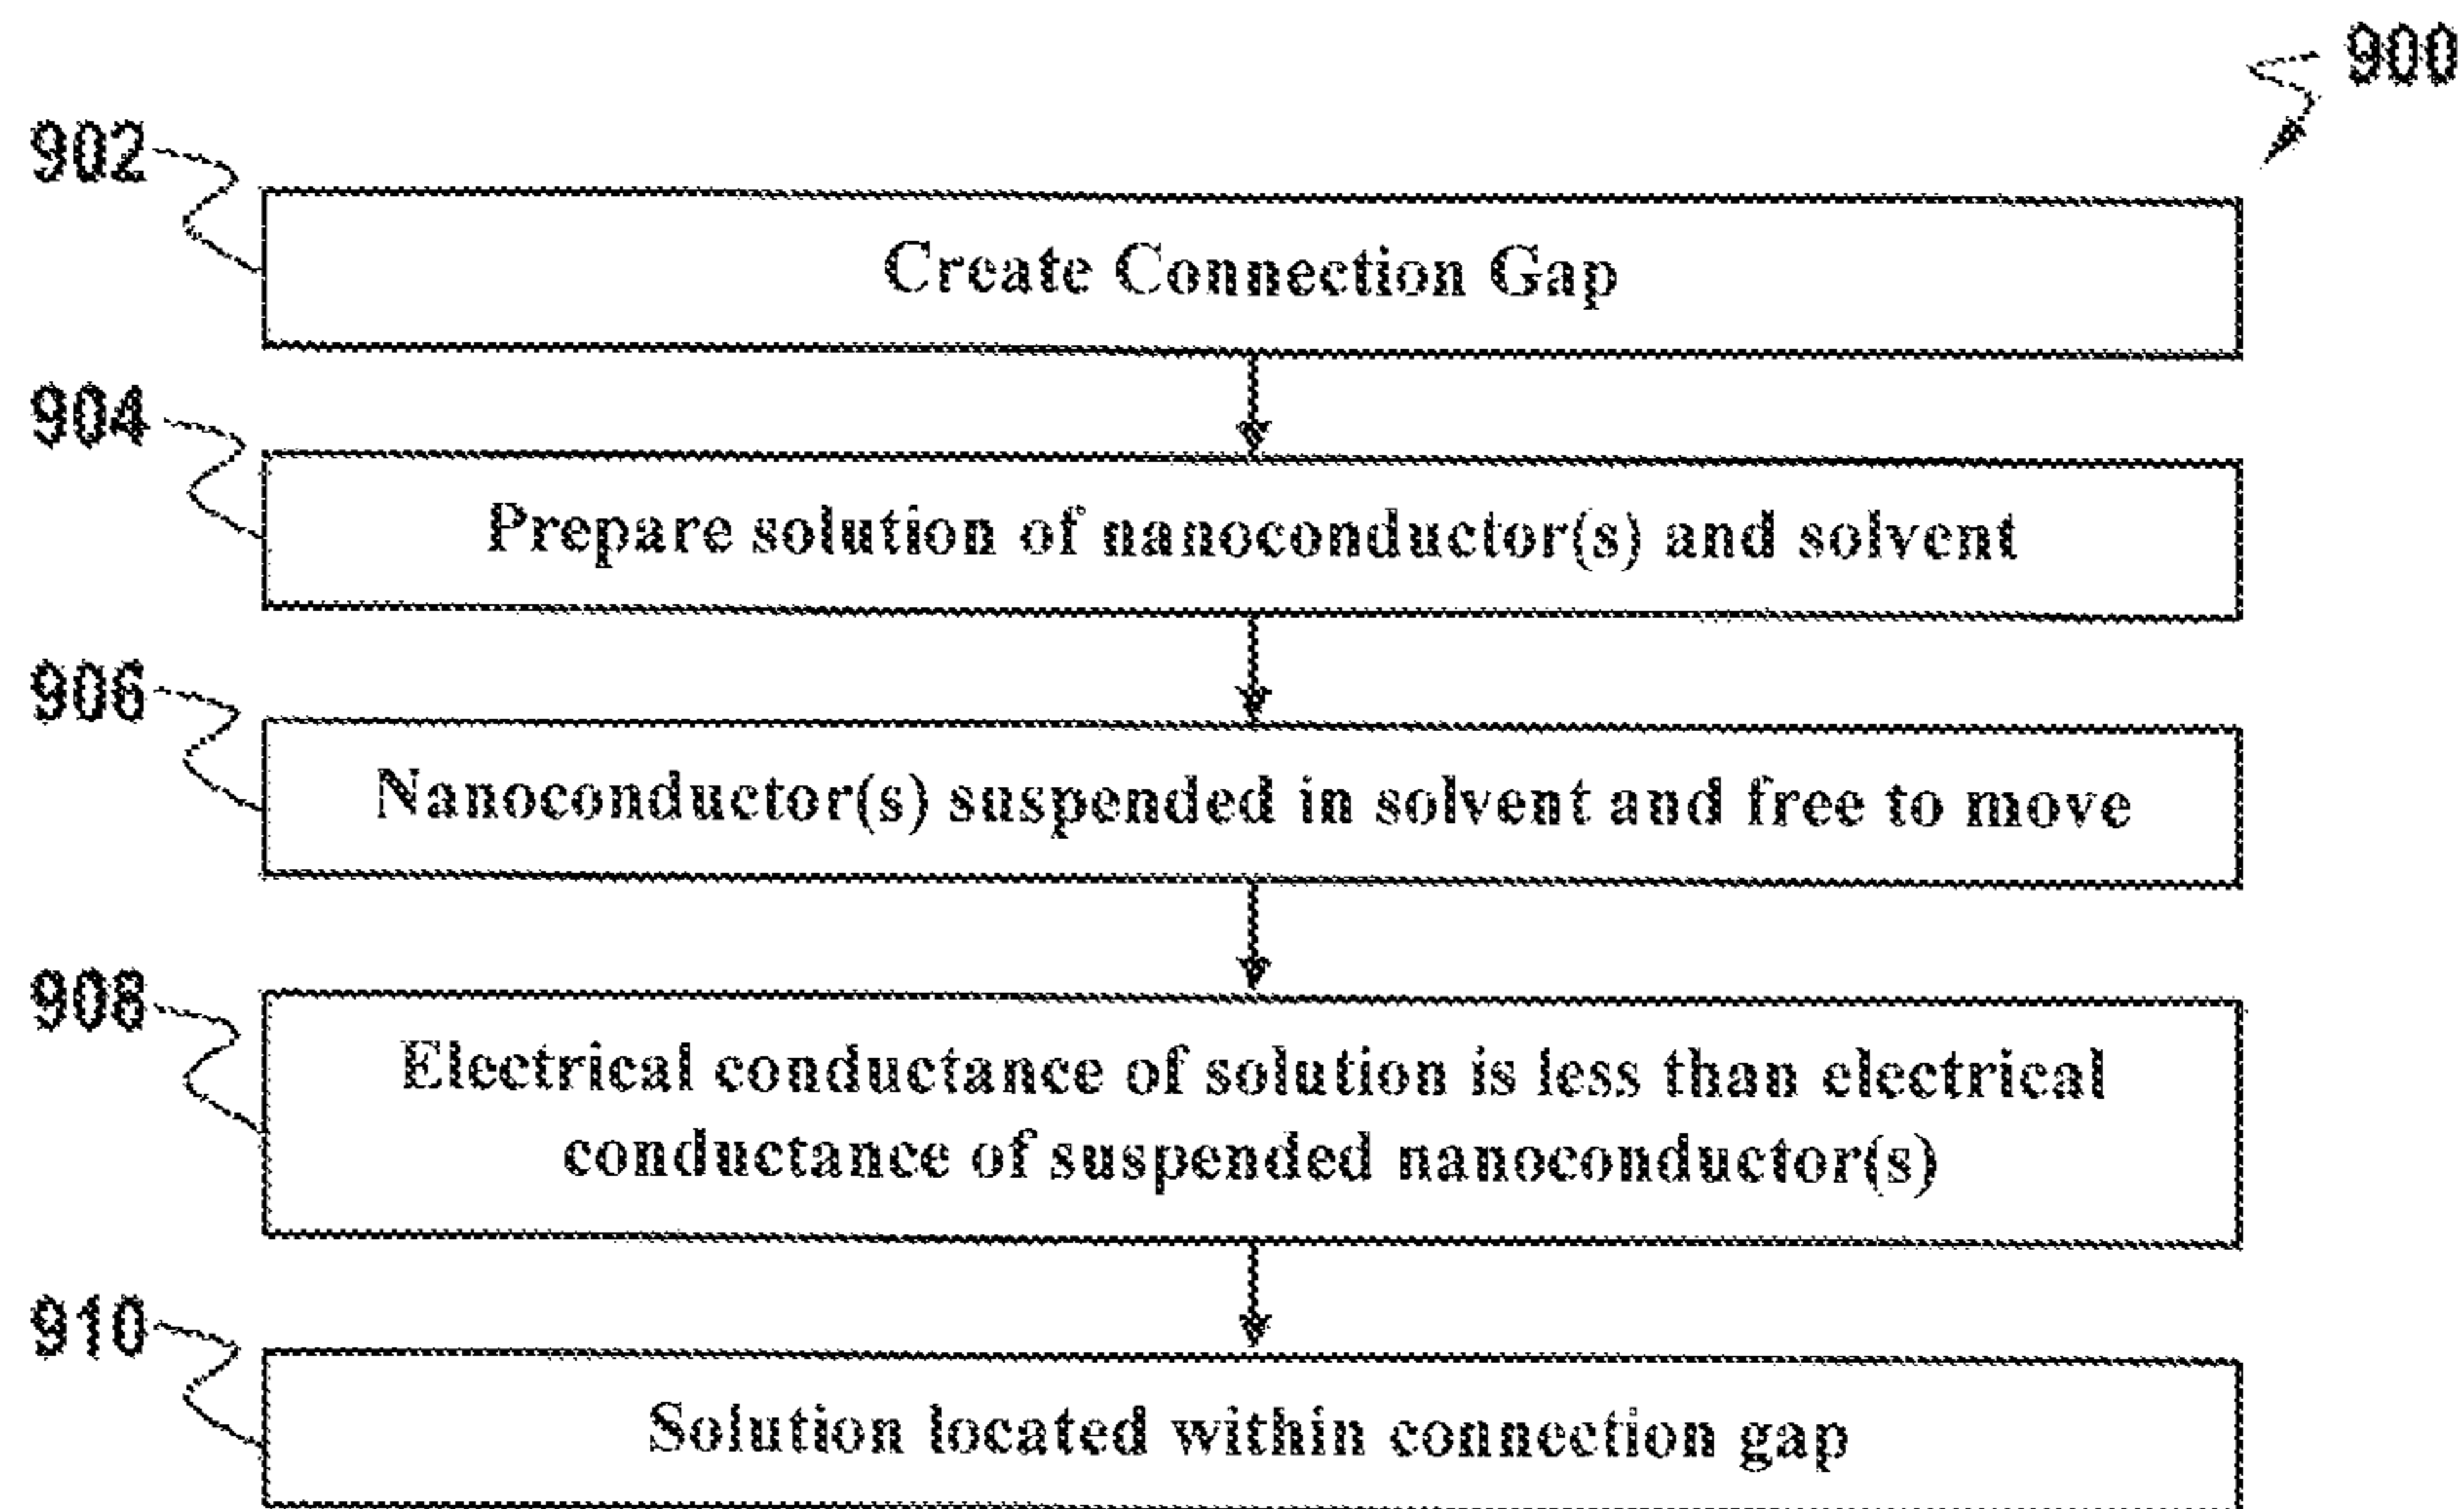 900
902
Create Connection Gap
904
Prepare solution of nanoconductor(s) and solvent
906
Nanoconductor(s) suspended in solvent and free to move
908
Electrical conductance of solution is less than electrical
conductance of suspended nanoconductor(s)
910
Solution located within connection gap